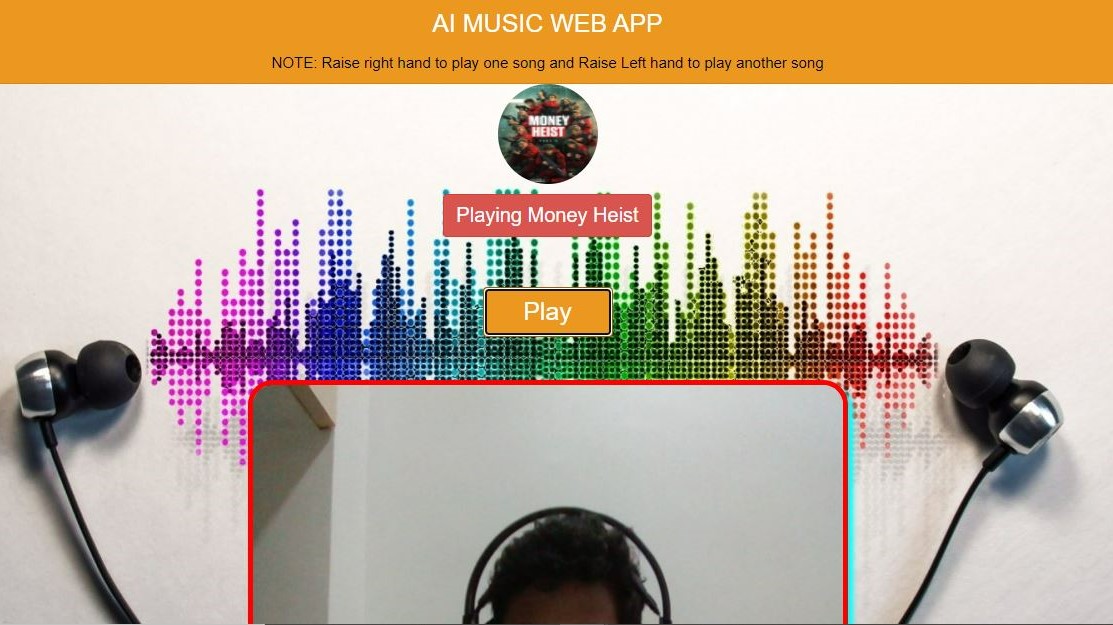 AI MUSIC WEB APP
NOTE: Raise right hand to play one song and Raise Left hand to play another song
MONEY
HEIST
Playing Money Heist
Play